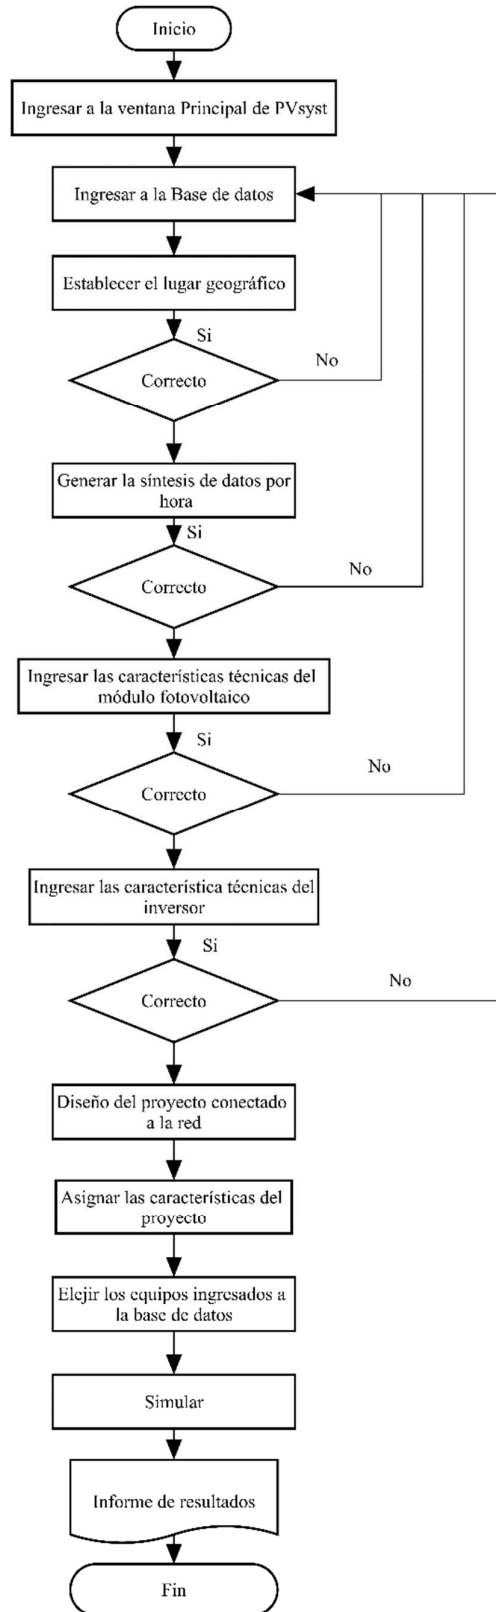 Inicio
Ingresar a la ventana Principal de PVsyst
Ingresar a la Base de datos
Establecer el lugar geográfico
Si
No
Correcto
Generar la síntesis de datos por
hora
Si
No
Correcto
Ingresar las características técnicas del
módulo fotovoltaico
Si
No
Correcto
Ingresar las característica técnicas del
inversor
Si
No
Correcto
Diseño del proyecto conectado
a la red
Asignar las características del
proyecto
Elejir los equipos ingresados a
la base de datos
Simular
Informe de resultados
Fin